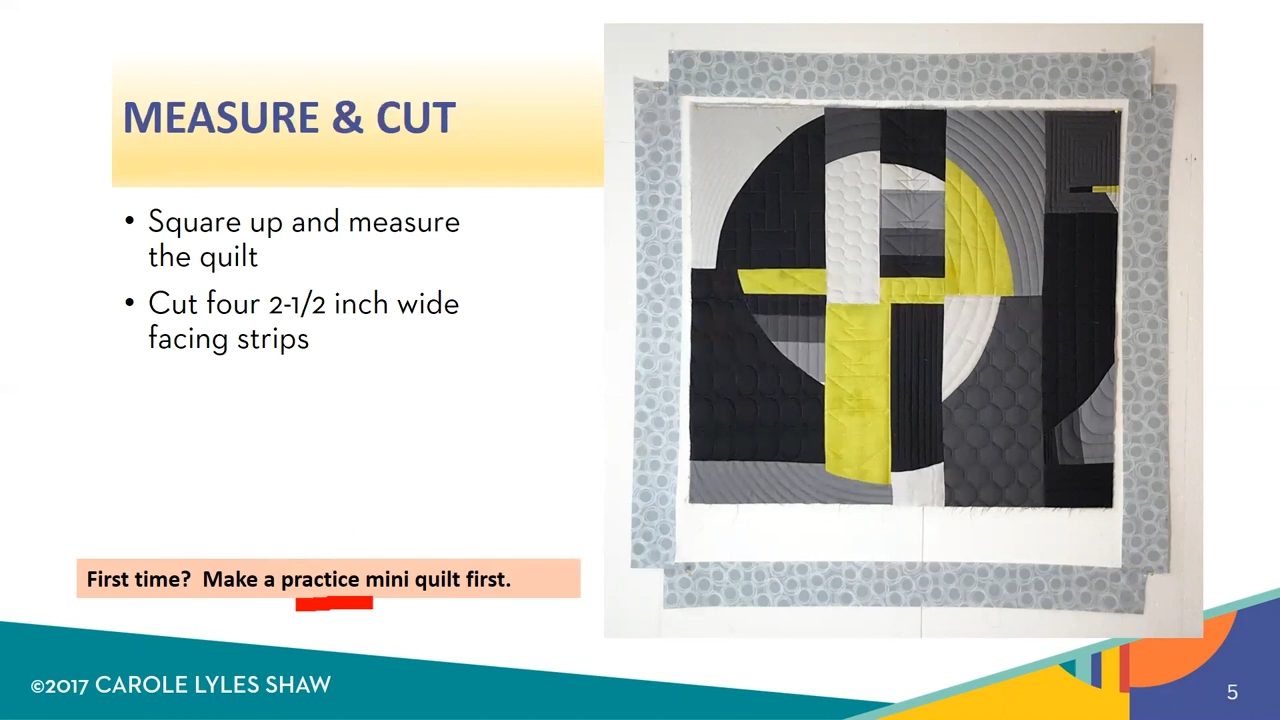 MEASURE & CUT
• Square up and measure
the quilt
• Cut four 2-1/2 inch wide
facing strips
First time?  Make a practice mini quilt first.
©2017 CAROLE LYLES SHAW
5